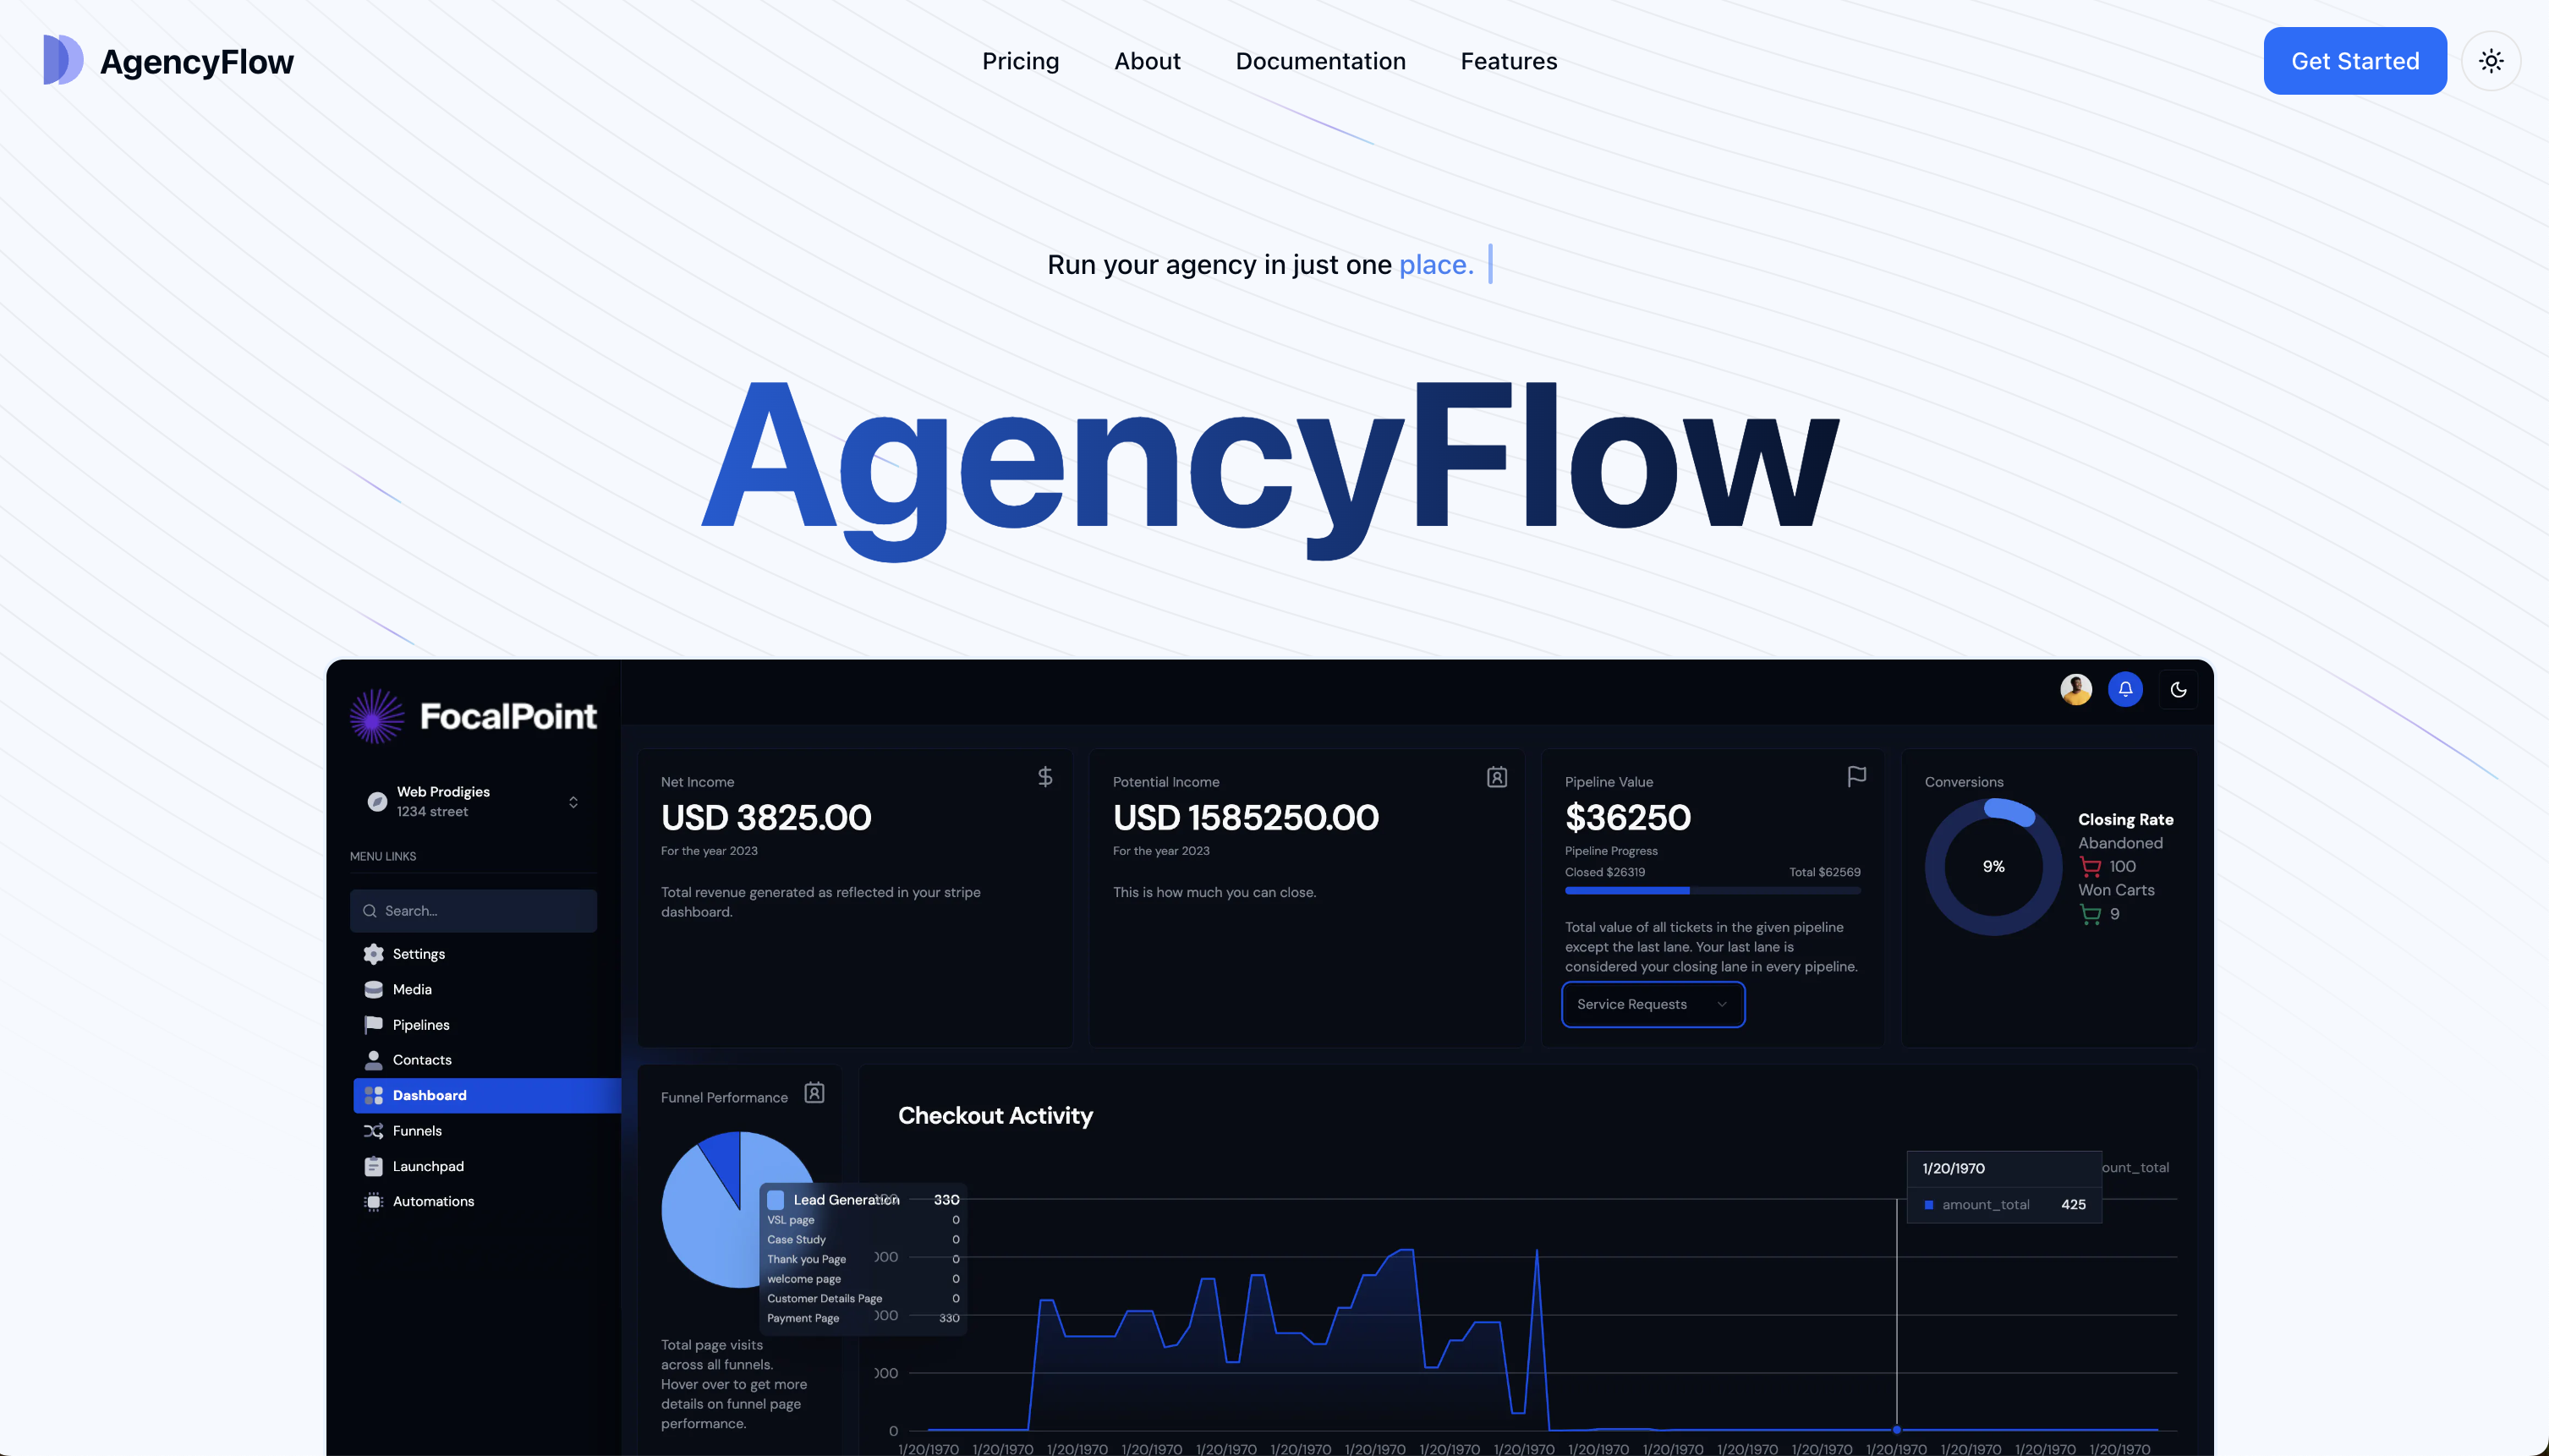 AgencyFlow
Pricing About Documentation Features
Get Started
Run your agency in just one place.
AgencyFlow
FocalPoint
Web Prodigies
1234 street
MENU LINKS
Search...
Settings
Media
Pipelines
Contacts
Dashboard
Funnels
Launchpad
Automations
Net Income
USD 3825.00
For the year 2023
Total revenue generated as reflected in your stripe
dashboard.
Potential Income
USD 1585250.00
For the year 2023
This is how much you can close.
Pipeline Value
$36250
Pipeline Progress
Closed $26319 Total $62569
Total value of all tickets in the given pipeline
except the last lane. Your last lane is
considered your closing lane in every pipeline.
Service Requests
Conversions
9%
Closing Rate
Abandoned
100
Won Carts
9
Funnel Performance
Lead Generation 330
VSL page 0
Case Study 0
Thank you Page 0
welcome page 0
Customer Details Page 0
Payment Page 330
Total page visits
across all funnels.
Hover over to get more
details on funnel page
performance.
Checkout Activity
1/20/1970
amount_total 425
ount_total
000
000
000
0
1/20/1970 1/20/1970 1/20/1970 1/20/1970 1/20/1970 1/20/1970 1/20/1970 1/20/1970 1/20/1970 1/20/1970 1/20/1970 1/20/1970 1/20/1970 1/20/1970 1/20/1970 1/20/1970 1/20/1970